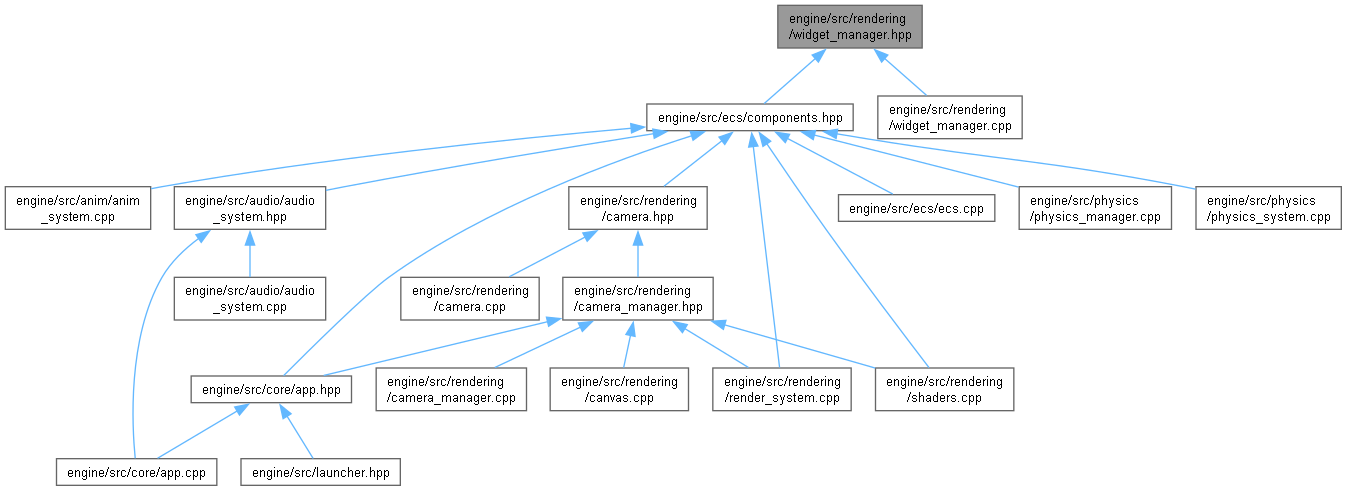 engine/src/rendering
/widget_manager.hpp
engine/src/ecs/components.hpp
engine/src/rendering
/widget_manager.cpp
engine/src/anim/anim
_system.cpp
engine/src/audio/audio
_system.hpp
engine/src/rendering
/camera.hpp
engine/src/ecs/ecs.cpp
engine/src/physics
/physics_manager.cpp
engine/src/physics
/physics_system.cpp
engine/src/audio/audio
_system.cpp
engine/src/rendering
/camera.cpp
engine/src/rendering
/camera_manager.hpp
engine/src/core/app.hpp
engine/src/rendering
/camera_manager.cpp
engine/src/rendering
/canvas.cpp
engine/src/rendering
/render_system.cpp
engine/src/rendering
/shaders.cpp
engine/src/core/app.cpp
engine/src/launcher.hpp